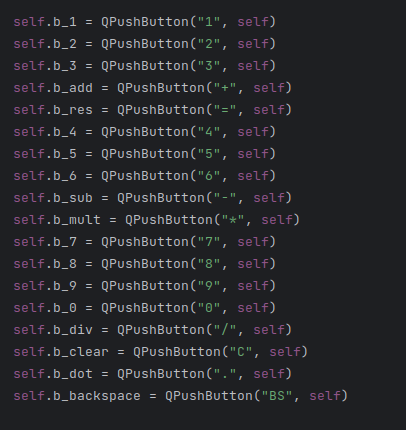 self.b_1 = QPushButton("1", self)
self.b_2 = QPushButton("2", self)
self.b_3 = QPushButton("3", self)
self.b_add = QPushButton("+", self)
self.b_res = QPushButton("=", self)
self.b_4 = QPushButton("4", self)
self.b_5 = QPushButton("5", self)
self.b_6 = QPushButton("6", self)
self.b_sub = QPushButton("-", self)
self.b_mult = QPushButton("*", self)
self.b_7 = QPushButton("7", self)
self.b_8 = QPushButton("8", self)
self.b_9 = QPushButton("9", self)
self.b_0 = QPushButton("0", self)
self.b_div = QPushButton("/", self)
self.b_clear = QPushButton("C", self)
self.b_dot = QPushButton(".", self)
self.b_backspace = QPushButton("BS", self)